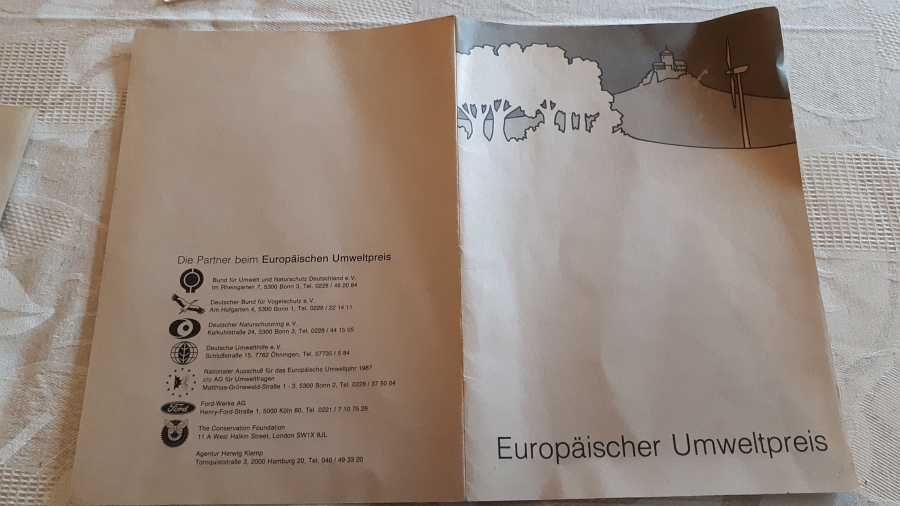 Die Partner beim Europäischen Umweltpreis
Bund für Umwelt und Naturschutz Deutschland e.V.
Im Rheingarten 7, 5300 Bonn 3, Tel. 0228 / 46 20 84
Deutscher Bund für Vogelschutz e.V.
Am Hofgarten 4, 5300 Bonn 1, Tel. 0228 / 22 14 11
Deutscher Naturschutzring e.V.
Kalkuhlstraße 24, 5300 Bonn 3, Tel. 0228 / 44 15 05
Deutsche Umwelthilfe e.V.
Schloßstraße 15, 7762 Öhningen, Tel. 07735 / 5 84
Nationaler Ausschuß für das Europäische Umweltjahr 1987
c/o AG für Umweltfragen
Matthias-Grünewald-Straße 1 - 3, 5300 Bonn 2, Tel. 0228 / 37 50 04
Ford
Ford-Werke AG
Henry-Ford-Straße 1, 5000 Köln 60, Tel. 0221 / 7 10 75 28
The Conservation Foundation
11 A West Halkin Street, London SW1X 8JL
Agentur Herwig Klemp
Tornquiststraße 3, 2000 Hamburg 20, Tel. 040 / 49 33 20
Europäischer Umweltpreis